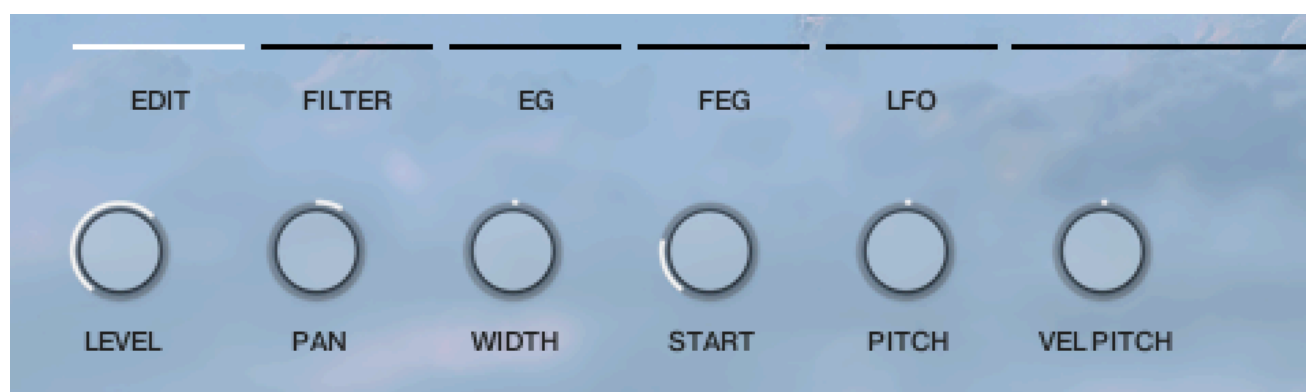 EDIT FILTER EG FEG LFO
LEVEL PAN WIDTH START PITCH VEL PITCH